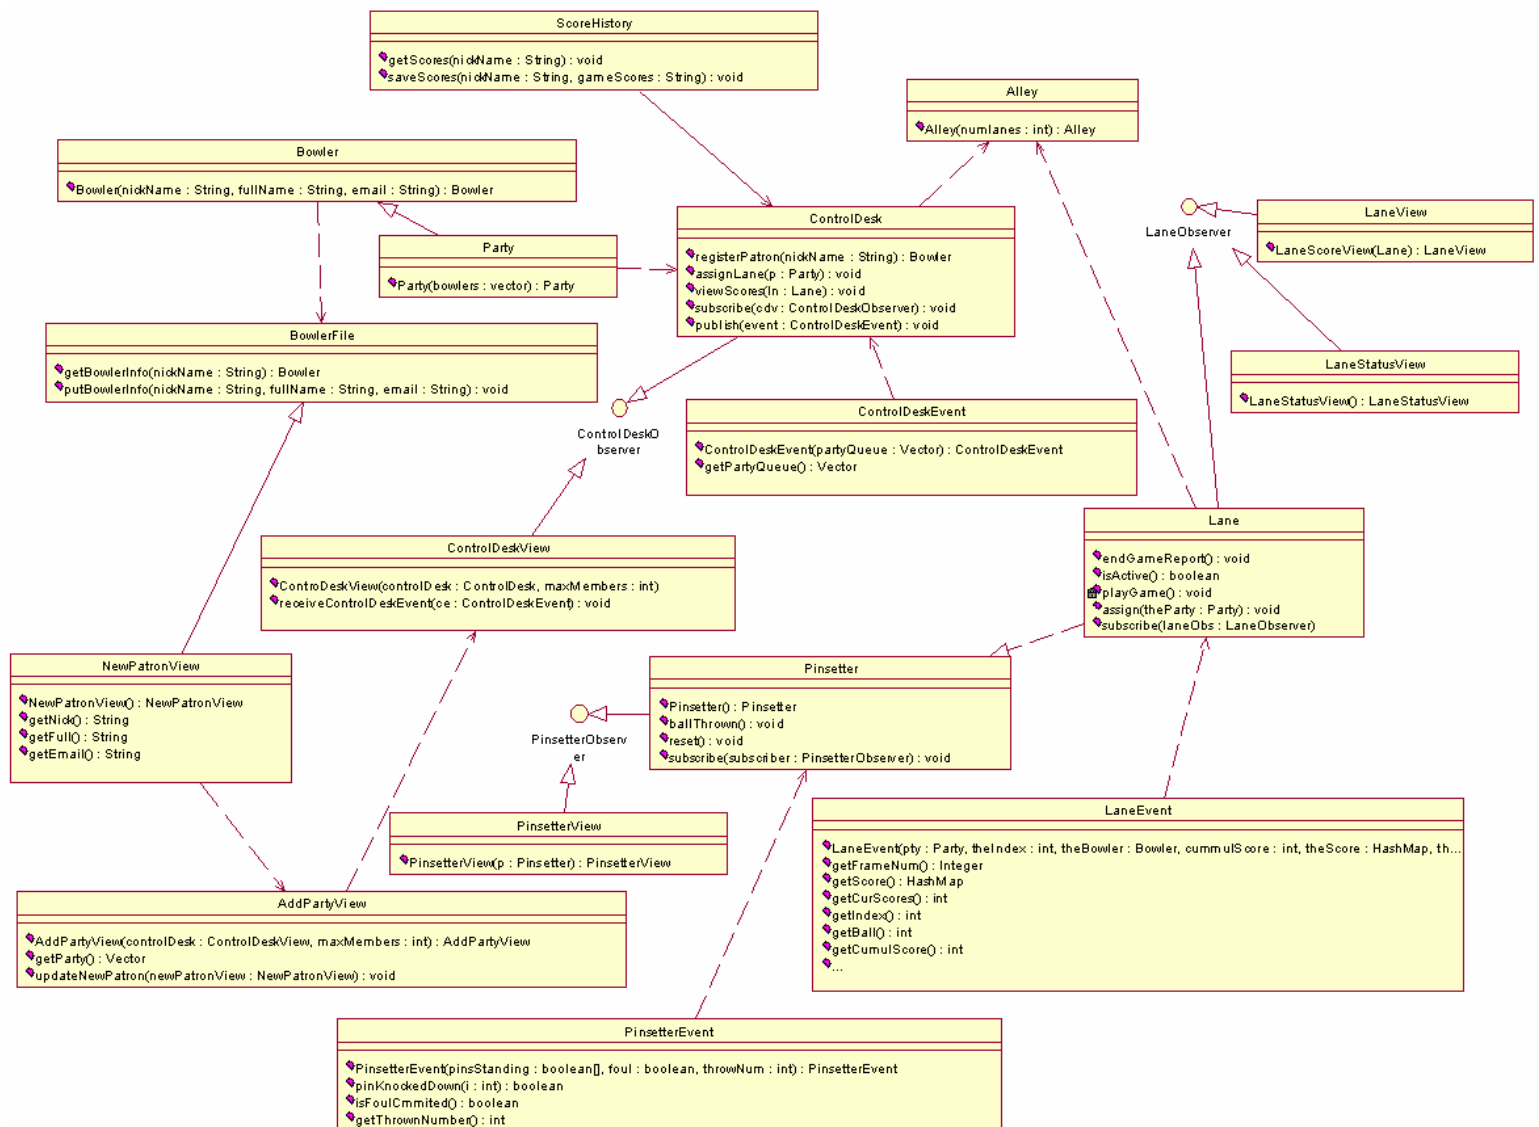 ScoreHistory
getScores(nickName : String) : void
saveScores(nickName : String, gameScores : String) : void
Alley
Alley(numlanes : int) : Alley
Bowler
Bowler(nickName : String, fullName : String, email : String) : Bowler
Party
Party(bowlers : vector) : Party
ControlDesk
registerPatron(nickName : String) : Bowler
assignLane(p : Party) : void
viewScores(ln : Lane) : void
subscribe(cdv : ControlDeskObserver) : void
publish(event : ControlDeskEvent) : void
LaneObserver
LaneView
LaneScoreView(Lane) : LaneView
BowlerFile
getBowlerInfo(nickName : String) : Bowler
putBowlerInfo(nickName : String, fullName : String, email : String) : void
LaneStatusView
LaneStatusView() : LaneStatusView
ControlDeskO
bserver
ControlDeskEvent
ControlDeskEvent(partyQueue : Vector) : ControlDeskEvent
getPartyQueue() : Vector
ControlDeskView
ControDeskView(controlDesk : ControlDesk, maxMembers : int)
receiveControlDeskEvent(ce : ControlDeskEvent) : void
Lane
endGameReport() : void
isActive() : boolean
playGame() : void
assign(theParty : Party) : void
subscribe(laneObs : LaneObserver)
NewPatronView
NewPatronView() : NewPatronView
getNick() : String
getFull() : String
getEmail() : String
Pinsetter
Pinsetter() : Pinsetter
ballThrown() : void
reset() : void
subscribe(subscriber : PinsetterObserver) : void
PinsetterObserv
er
PinsetterView
PinsetterView(p : Pinsetter) : PinsetterView
LaneEvent
LaneEvent(pty : Party, theIndex : int, theBowler : Bowler, cummulScore : int, theScore : HashMap, th...
getFrameNum() : Integer
getScore() : HashMap
getCurScores() : int
getIndex() : int
getBall() : int
getCumulScore() : int
...
AddPartyView
AddPartyView(controlDesk : ControlDeskView, maxMembers : int) : AddPartyView
getParty() : Vector
updateNewPatron(newPatronView : NewPatronView) : void
PinsetterEvent
PinsetterEvent(pinsStanding : boolean[], foul : boolean, throwNum : int) : PinsetterEvent
pinKnockedDown(i : int) : boolean
isFoulCmmited() : boolean
getThrownNumber() : int